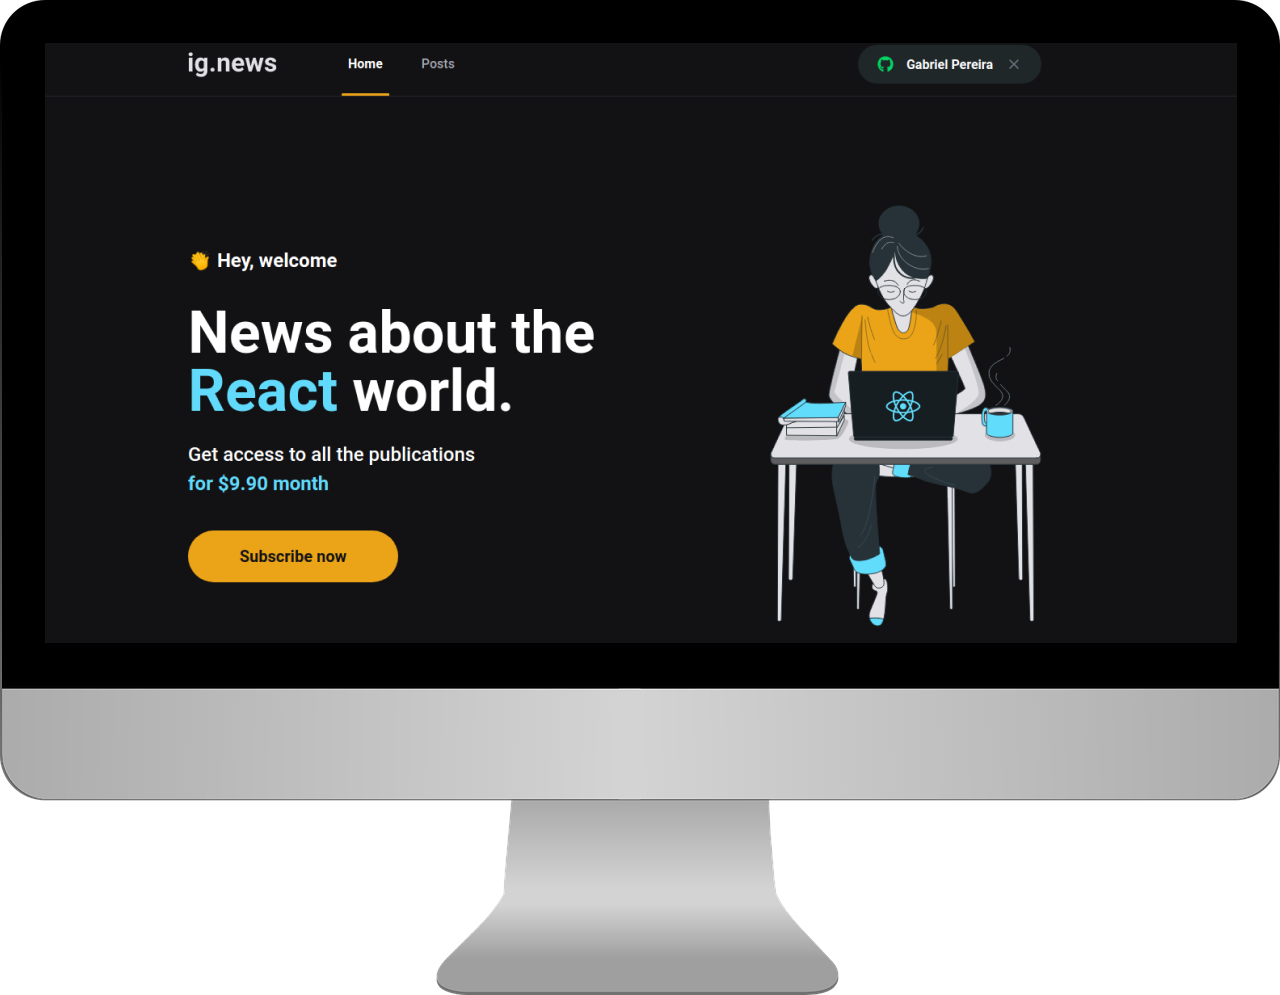 ig.news
Home
Posts
Gabriel Pereira
👏 Hey, welcome
News about the
React world.
Get access to all the publications
for $9.90 month
Subscribe now